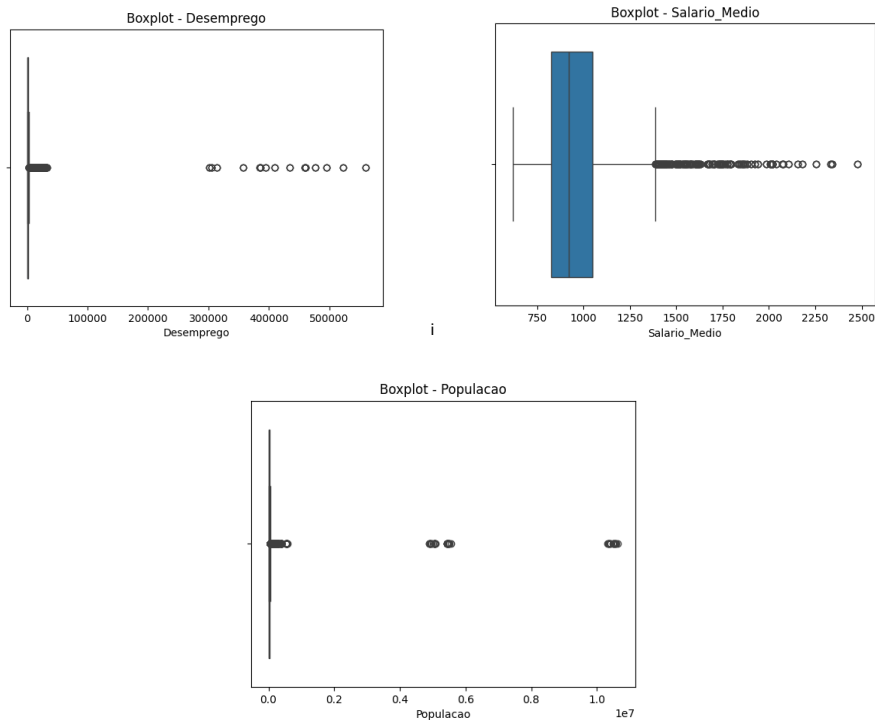 Boxplot - Desemprego
0 100000 200000 300000 400000 500000
Desemprego
Boxplot - Salario_Medio
750 1000 1250 1500 1750 2000 2250 2500
Salario_Medio
i
Boxplot - Populacao
0.0 0.2 0.4 0.6 0.8 1.0
1e7
Populacao